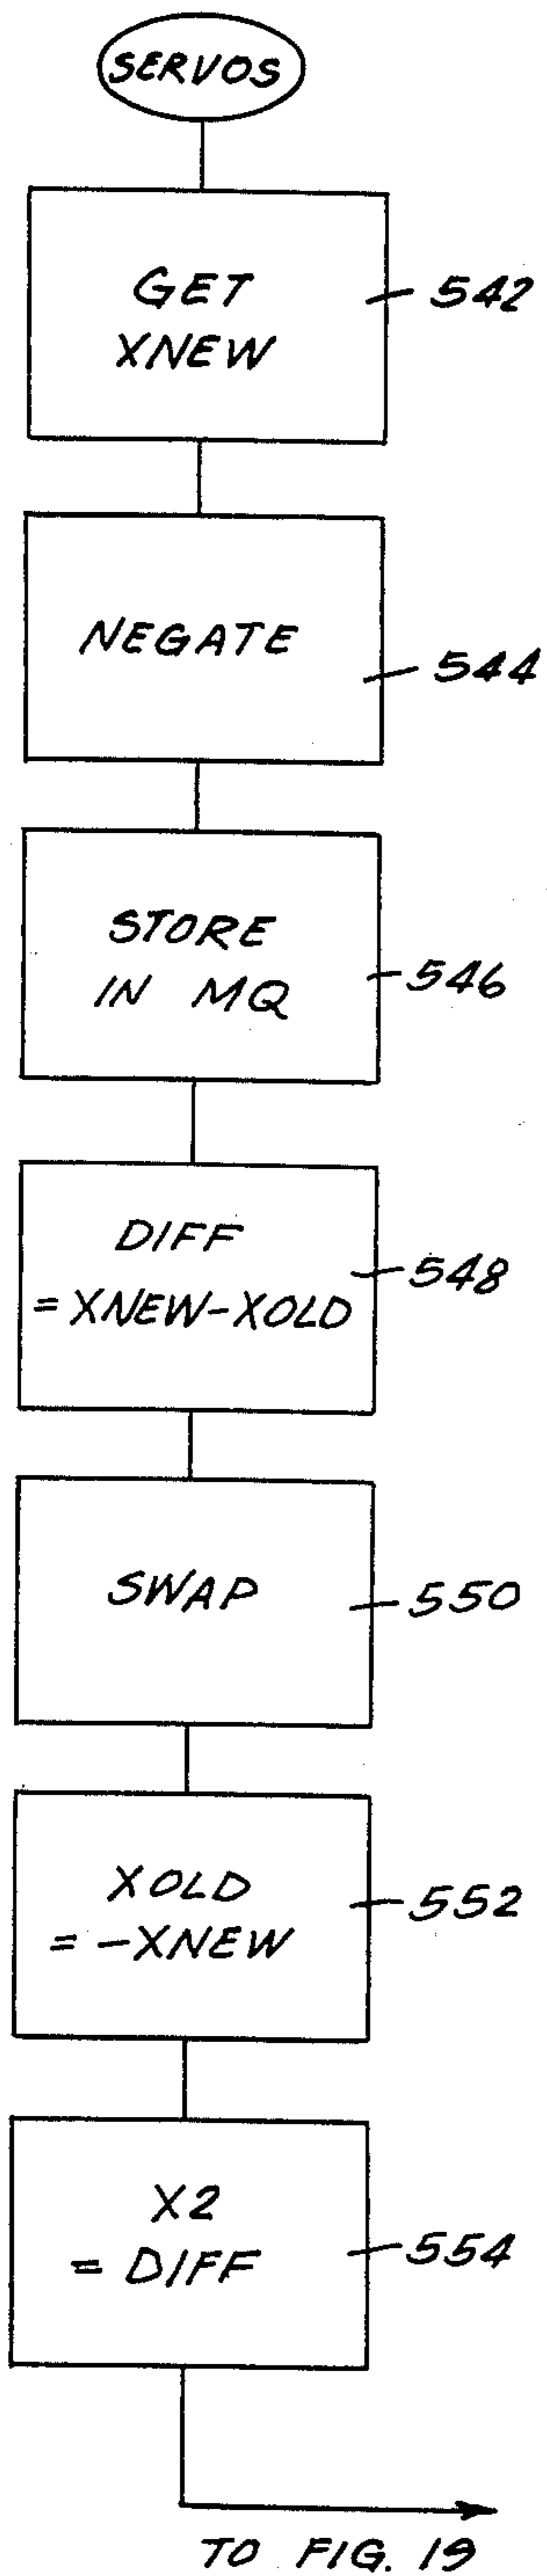 SERVOS
GET
XNEW
542
NEGATE
544
STORE
IN MQ
546
DIFF
= XNEW-XOLD
548
SWAP
550
XOLD
= -XNEW
552
X2
= DIFF
554
TO FIG. 19